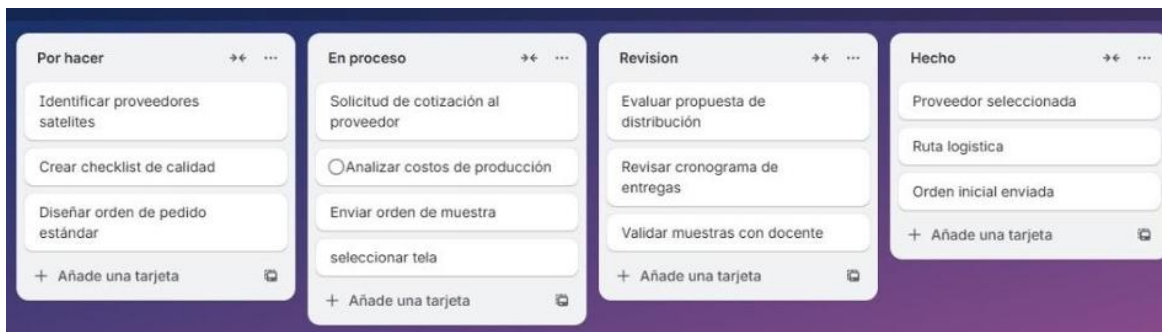 Por hacer
Identificar proveedores
satelites
Crear checklist de calidad
Diseñar orden de pedido
estándar
+ Añade una tarjeta
En proceso
Solicitud de cotización al
proveedor
Analizar costos de producción
Enviar orden de muestra
seleccionar tela
+ Añade una tarjeta
Revision
Evaluar propuesta de
distribución
Revisar cronograma de
entregas
Validar muestras con docente
+ Añade una tarjeta
Hecho
Proveedor seleccionada
Ruta logistica
Orden inicial enviada
+ Añade una tarjeta